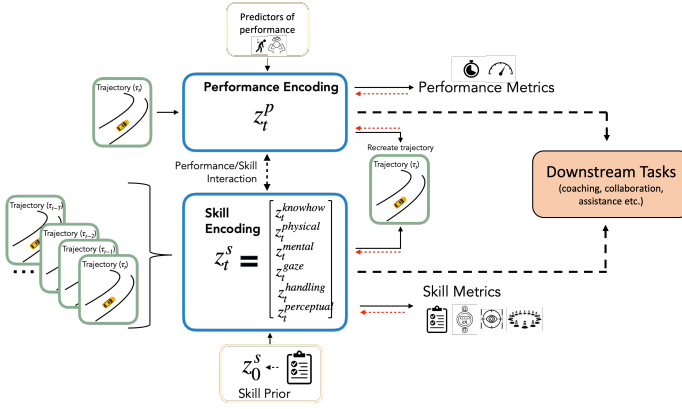 Predictors of
performance
Trajectory (τt)
Performance Encoding
z_t^p
Performance Metrics
Recreate trajectory
Trajectory (τt)
Performance/Skill
Interaction
Downstream Tasks
(coaching, collaboration,
assistance etc.)
Trajectory (τt−3)
Trajectory (τt−2)
Trajectory (τt−1)
Trajectory (τt)
Skill
Encoding
z_t^s =
z_t^knowhow
z_t^physical
z_t^mental
z_t^gaze
z_t^handling
z_t^perceptual
Skill Metrics
z_0^s
Skill Prior